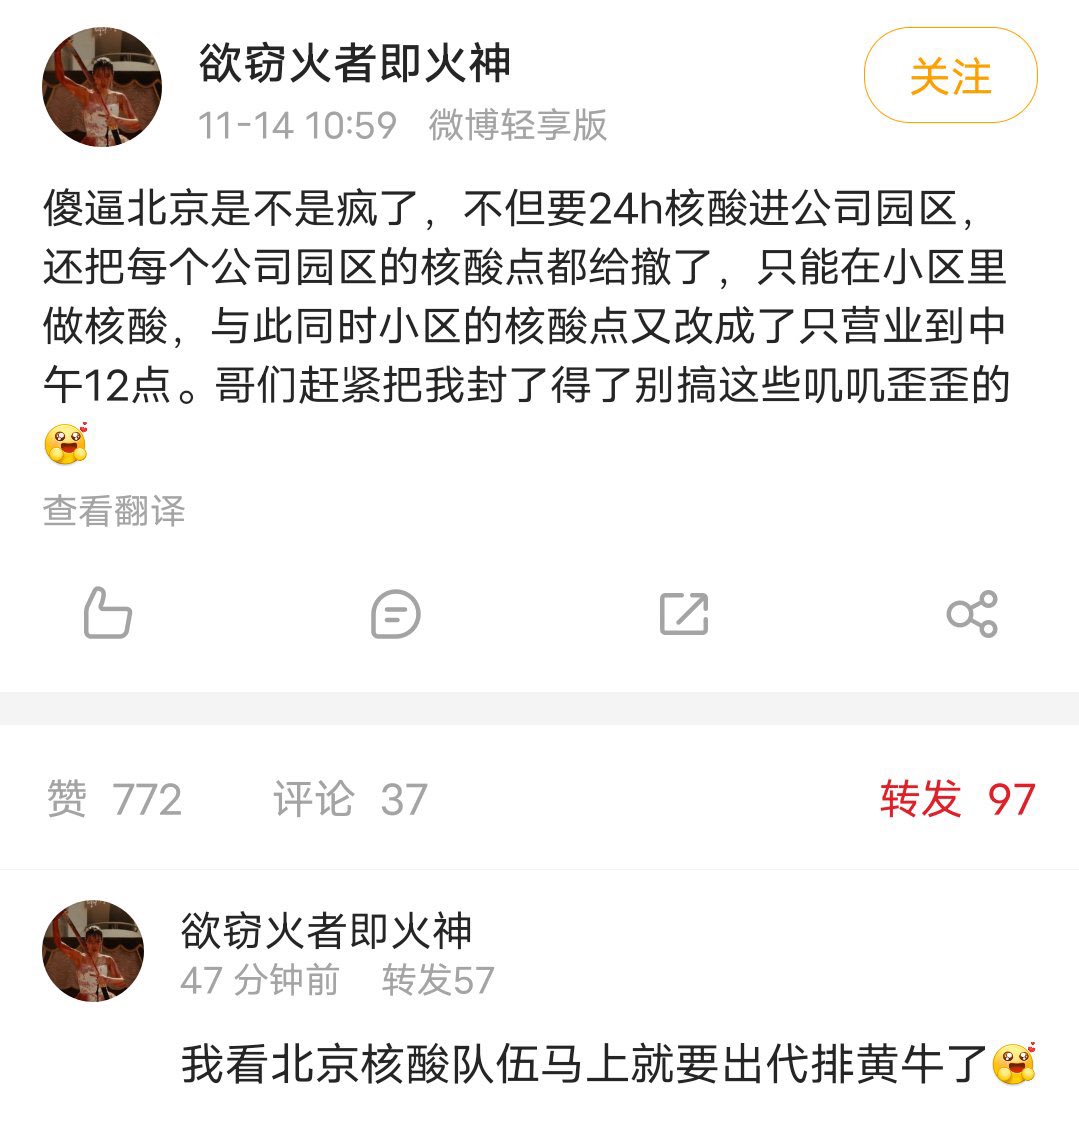 欲窃火者即火神
关注
11-14 10:59 微博轻享版
傻逼北京是不是疯了，不但要24h核酸进公司园区，
还把每个公司园区的核酸点都给撤了，只能在小区里
做核酸，与此同时小区的核酸点又改成了只营业到中
午12点。哥们赶紧把我封了得了别搞这些叽叽歪歪的
查看翻译
赞 772 评论 37 转发 97
欲窃火者即火神
47 分钟前 转发57
我看北京核酸队伍马上就要出代排黄牛了